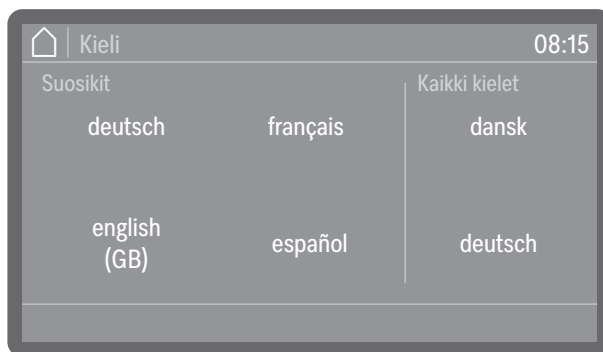 Kieli 08:15
Suosikit Kaikki kielet
deutsch français dansk
english
(GB) español deutsch